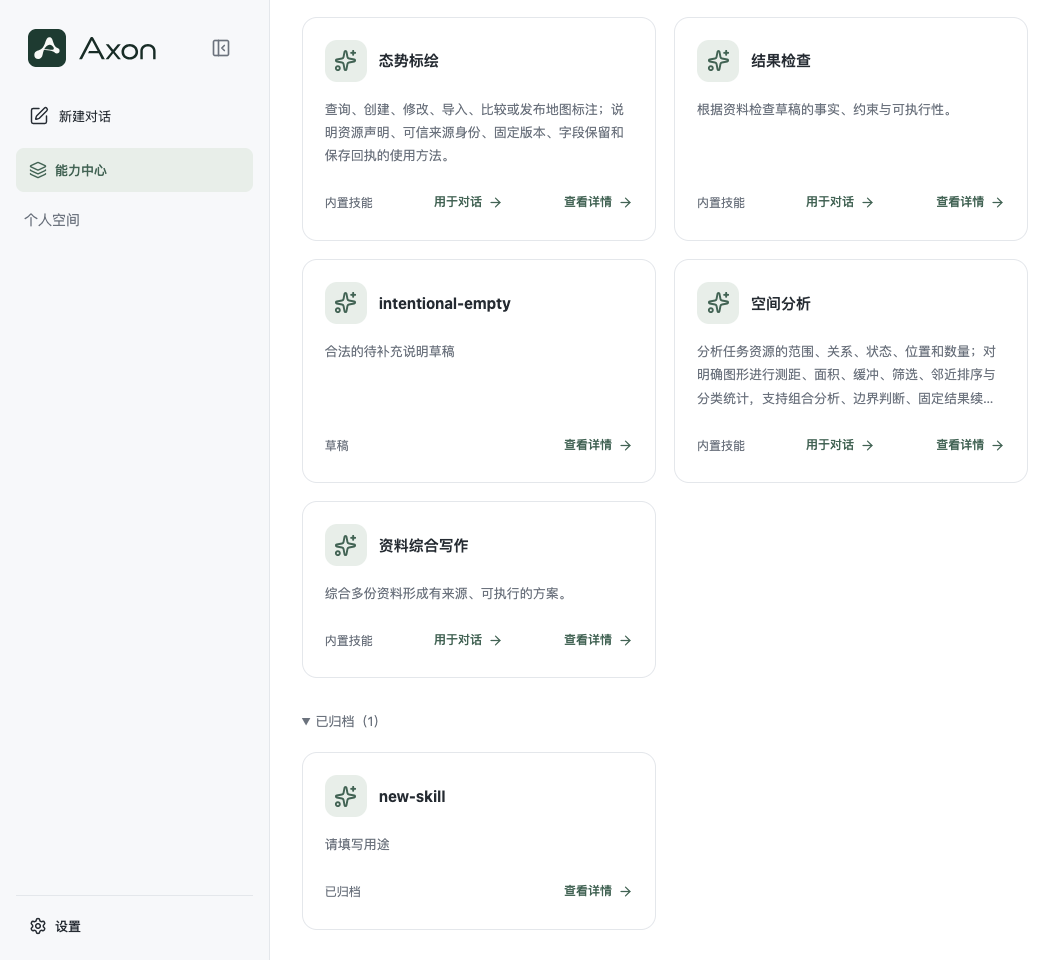 Axon
新建对话
能力中心
个人空间
设置
态势标绘
查询、创建、修改、导入、比较或发布地图标注；说
明资源声明、可信来源身份、固定版本、字段保留和
保存回执的使用方法。
内置技能 用于对话 → 查看详情 →
结果检查
根据资料检查草稿的事实、约束与可执行性。
内置技能 用于对话 → 查看详情 →
intentional-empty
合法的待补充说明草稿
草稿 查看详情 →
空间分析
分析任务资源的范围、关系、状态、位置和数量；对
明确图形进行测距、面积、缓冲、筛选、邻近排序与
分类统计，支持组合分析、边界判断、固定结果续...
内置技能 用于对话 → 查看详情 →
资料综合写作
综合多份资料形成有来源、可执行的方案。
内置技能 用于对话 → 查看详情 →
▼ 已归档（1）
new-skill
请填写用途
已归档 查看详情 →